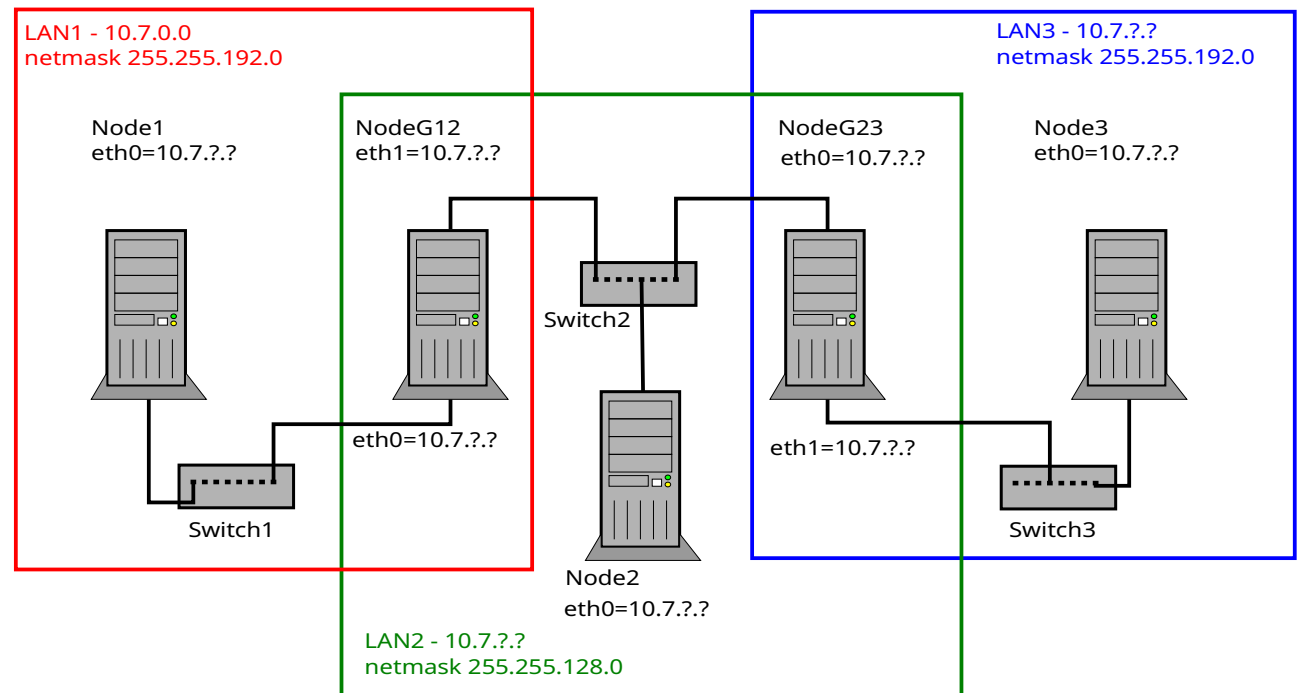 LAN1 - 10.7.0.0
netmask 255.255.192.0
LAN3 - 10.7.?.?
netmask 255.255.192.0
Node1
eth0=10.7.?.?
NodeG12
eth1=10.7.?.?
NodeG23
eth0=10.7.?.?
Node3
eth0=10.7.?.?
Switch2
eth0=10.7.?.?
eth1=10.7.?.?
Switch1
Switch3
Node2
eth0=10.7.?.?
LAN2 - 10.7.?.?
netmask 255.255.128.0